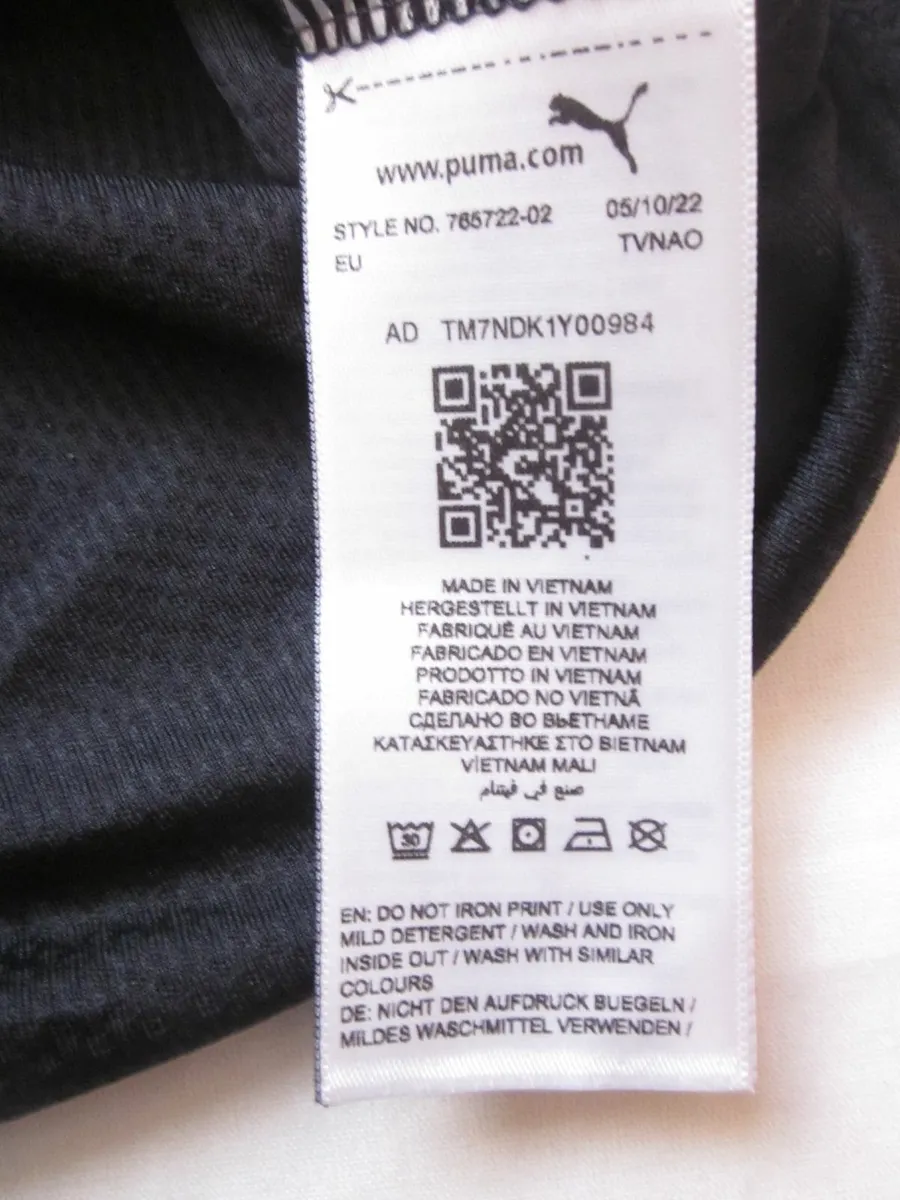 www.puma.com
STYLE NO. 765722-02 05/10/22
EU TVNAO
AD TM7NDK1Y00984
MADE IN VIETNAM
HERGESTELLT IN VIETNAM
FABRIQUÉ AU VIETNAM
FABRICADO EN VIETNAM
PRODOTTO IN VIETNAM
FABRICADO NO VIETNÃ
СДЕЛАНО ВО ВЬЕТНАМЕ
ΚΑΤΑΣΚΕΥΑΣΤΗΚΕ ΣΤΟ ΒΙΕΤΝΑΜ
VİETNAM MALI
صنع في فيتنام
30
EN: DO NOT IRON PRINT / USE ONLY
MILD DETERGENT / WASH AND IRON
INSIDE OUT / WASH WITH SIMILAR
COLOURS
DE: NICHT DEN AUFDRUCK BUEGELN /
MILDES WASCHMITTEL VERWENDEN /